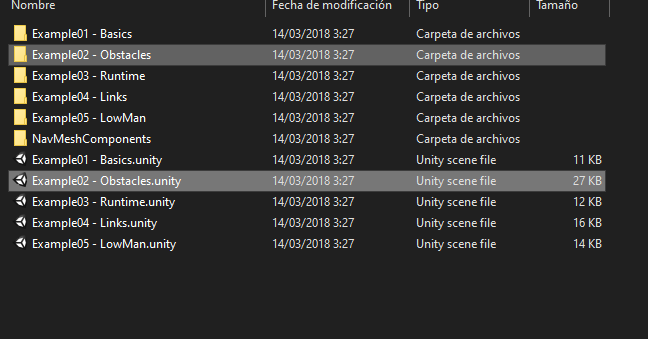 Nombre Fecha de modificación Tipo Tamaño
Example01 - Basics 14/03/2018 3:27 Carpeta de archivos
Example02 - Obstacles 14/03/2018 3:27 Carpeta de archivos
Example03 - Runtime 14/03/2018 3:27 Carpeta de archivos
Example04 - Links 14/03/2018 3:27 Carpeta de archivos
Example05 - LowMan 14/03/2018 3:27 Carpeta de archivos
NavMeshComponents 14/03/2018 3:27 Carpeta de archivos
Example01 - Basics.unity 14/03/2018 3:27 Unity scene file 11 KB
Example02 - Obstacles.unity 14/03/2018 3:27 Unity scene file 27 KB
Example03 - Runtime.unity 14/03/2018 3:27 Unity scene file 12 KB
Example04 - Links.unity 14/03/2018 3:27 Unity scene file 16 KB
Example05 - LowMan.unity 14/03/2018 3:27 Unity scene file 14 KB